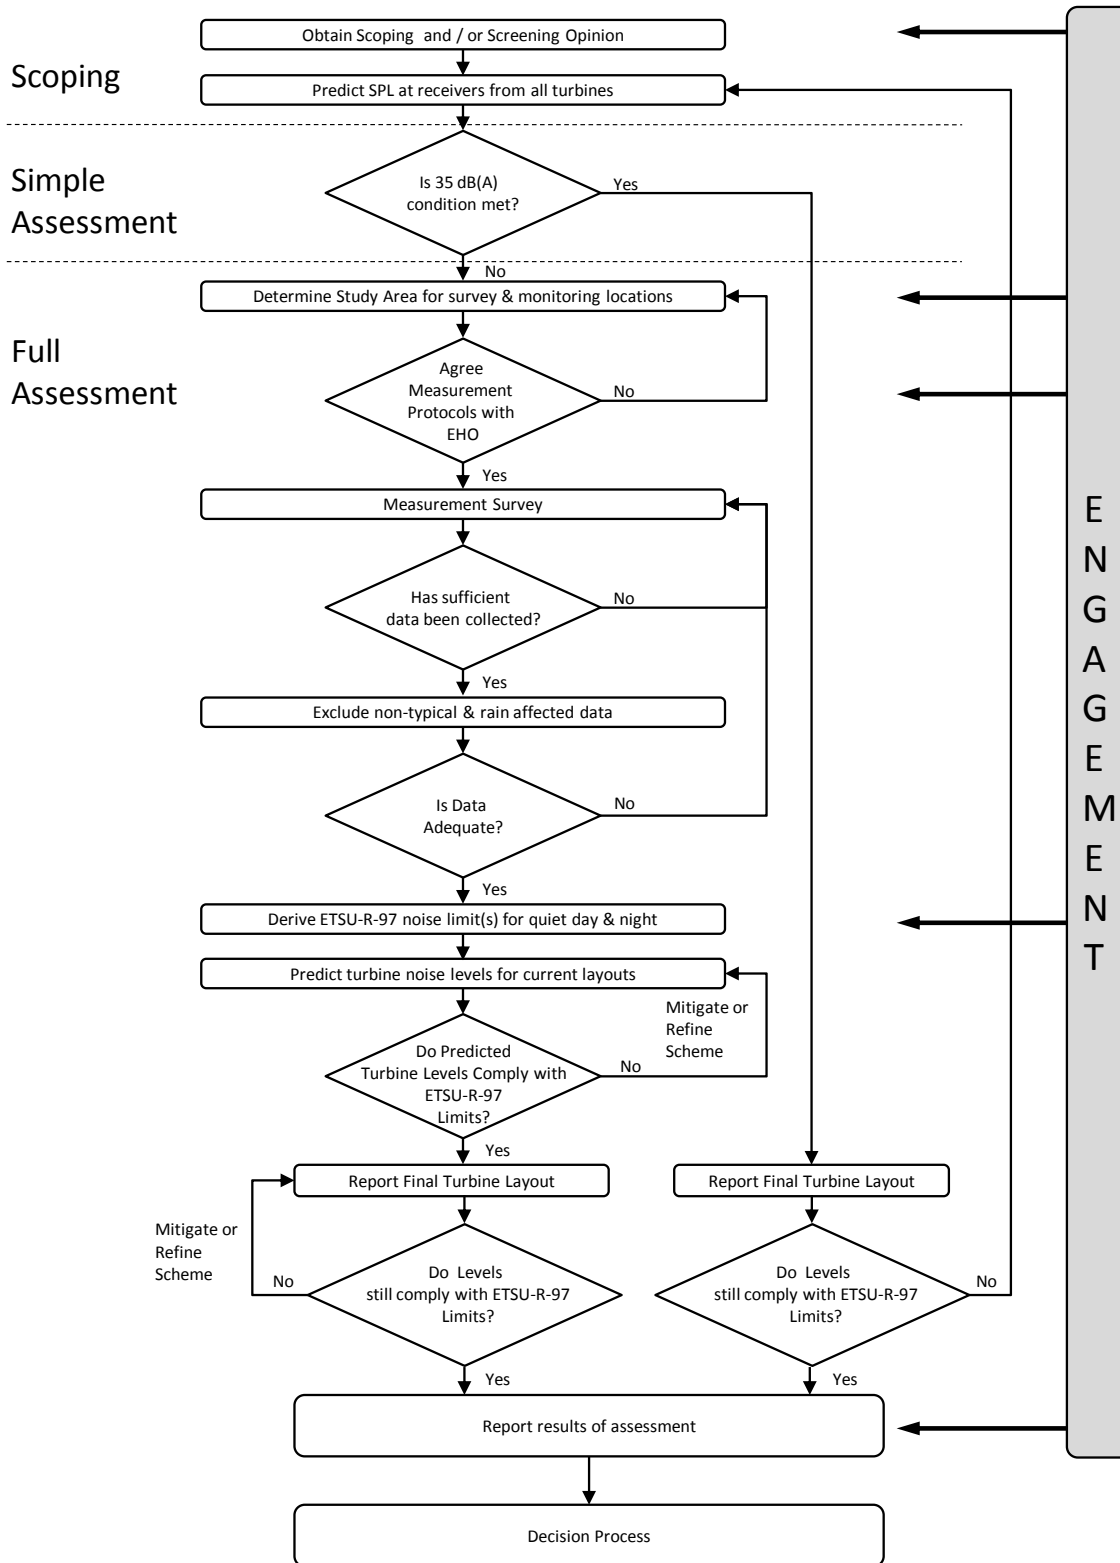 Obtain Scoping and / or Screening Opinion
Scoping
Predict SPL at receivers from all turbines
Simple
Assessment
Is 35 dB(A)
condition met?
Yes
No
Determine Study Area for survey & monitoring locations
Full
Assessment
Agree
Measurement
Protocols with
EHO
No
Yes
Measurement Survey
Has sufficient
data been collected?
No
Yes
Exclude non-typical & rain affected data
Is Data
Adequate?
No
Yes
Derive ETSU-R-97 noise limit(s) for quiet day & night
Predict turbine noise levels for current layouts
Mitigate or
Refine
Scheme
Do Predicted
Turbine Levels Comply with
ETSU-R-97
Limits?
No
Yes
Report Final Turbine Layout
Report Final Turbine Layout
Mitigate or
Refine
Scheme
No
Do Levels
still comply with ETSU-R-97
Limits?
Do Levels
still comply with ETSU-R-97
Limits?
No
Yes
Yes
Report results of assessment
Decision Process
E
N
G
A
G
E
M
E
N
T